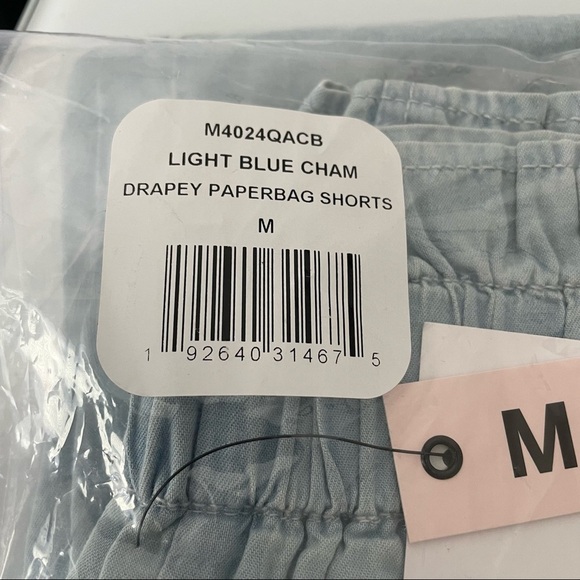 M4024QACB
LIGHT BLUE CHAM
DRAPEY PAPERBAG SHORTS
M
1 92640 31467 5
M